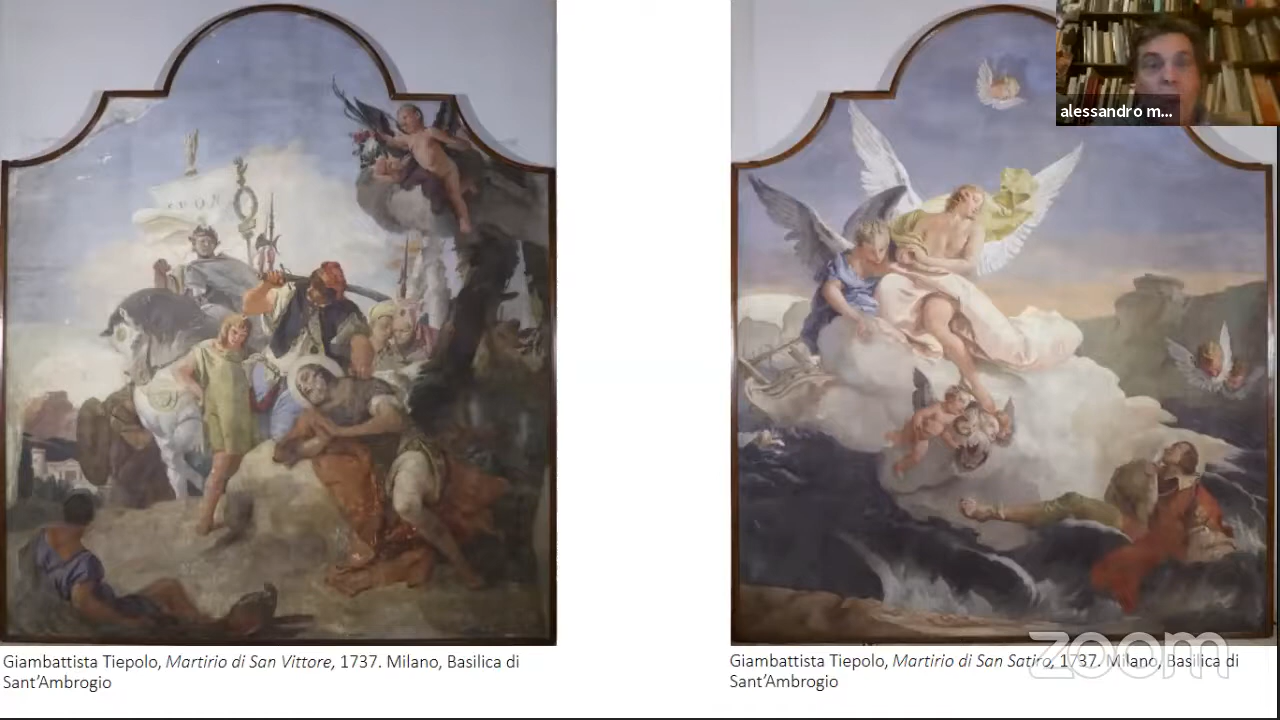 alessandro m...
Giambattista Tiepolo, Martirio di San Vittore, 1737. Milano, Basilica di
Sant'Ambrogio
Giambattista Tiepolo, Martirio di San Satiro, 1737. Milano, Basilica di
Sant'Ambrogio
zoom